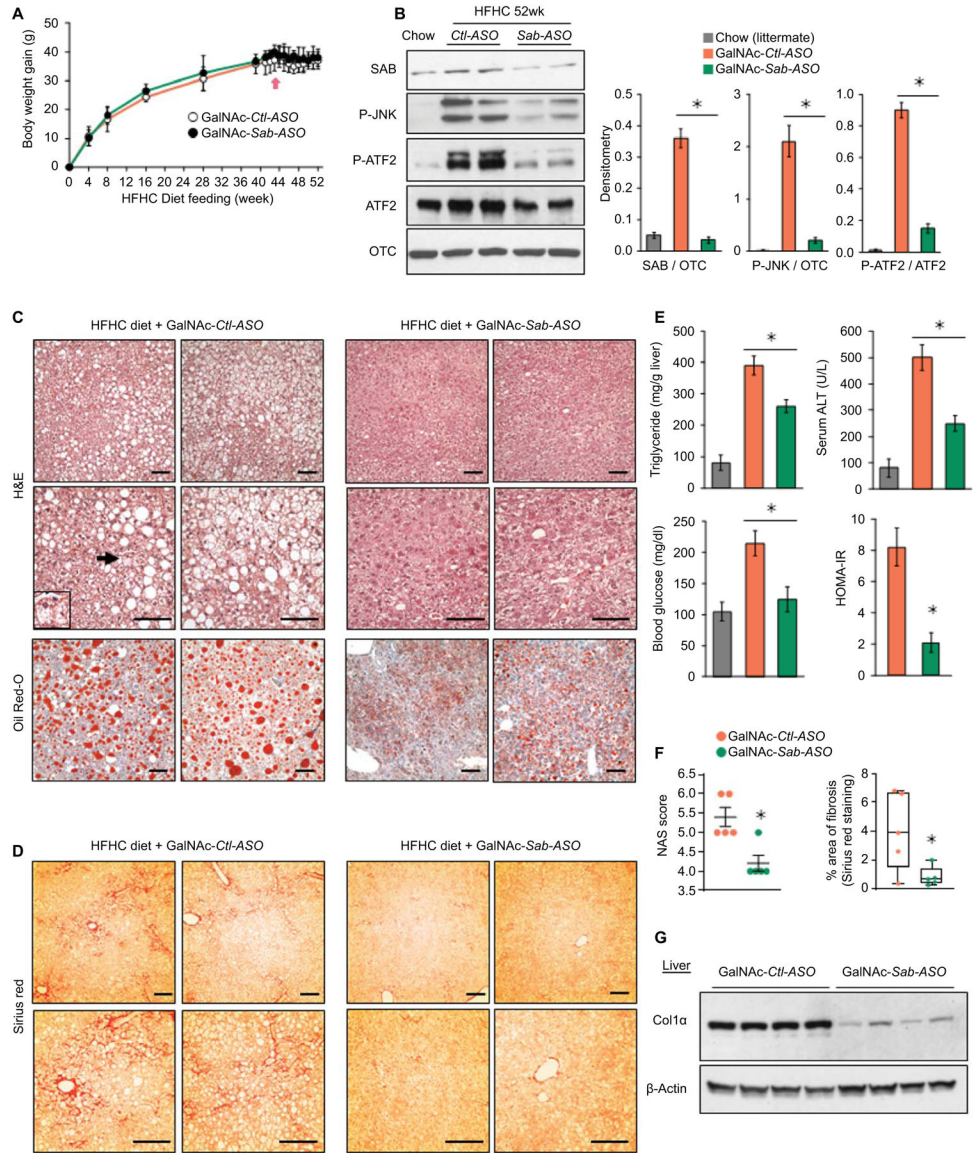 A
Body weight gain (g)
50
40
30
20
10
0
GalNAc-Ctl-ASO
GalNAc-Sab-ASO
0 4 8 12 16 20 24 28 32 36 40 44 48 52
HFHC Diet feeding (week)
B
HFHC 52wk
Chow Ctl-ASO Sab-ASO
SAB
P-JNK
P-ATF2
ATF2
OTC
Chow (littermate)
GalNAc-Ctl-ASO
GalNAc-Sab-ASO
Densitometry
0.5
0.4
0.3
0.2
0.1
0.0
*
SAB / OTC
3
2
1
0
*
P-JNK / OTC
1.0
0.8
0.6
0.4
0.2
0.0
*
P-ATF2 / ATF2
C
HFHC diet + GalNAc-Ctl-ASO
HFHC diet + GalNAc-Sab-ASO
H&E
Oil Red-O
D
HFHC diet + GalNAc-Ctl-ASO
HFHC diet + GalNAc-Sab-ASO
Sirius red
E
Triglyceride (mg/g liver)
500
400
300
200
100
0
*
Serum ALT (U/L)
600
500
400
300
200
100
0
*
Blood glucose (mg/dl)
250
200
150
100
50
0
*
HOMA-IR
10
8
6
4
2
0
*
GalNAc-Ctl-ASO
GalNAc-Sab-ASO
F
NAS score
6.5
6.0
5.5
5.0
4.5
4.0
3.5
*
% area of fibrosis
(Sirius red staining)
8
6
4
2
0
*
G
Liver
GalNAc-Ctl-ASO GalNAc-Sab-ASO
Col1α
β-Actin